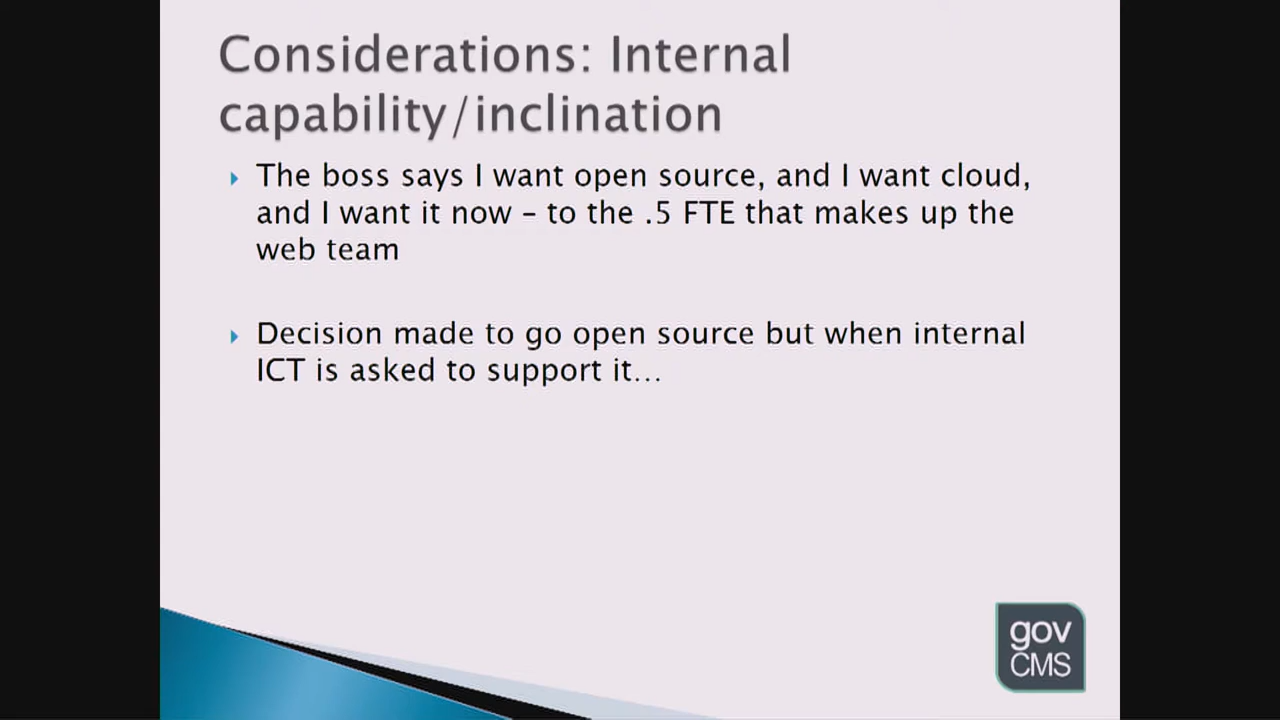 Considerations: Internal
capability/inclination
The boss says I want open source, and I want cloud,
and I want it now – to the .5 FTE that makes up the
web team
Decision made to go open source but when internal
ICT is asked to support it...
gov
CMS